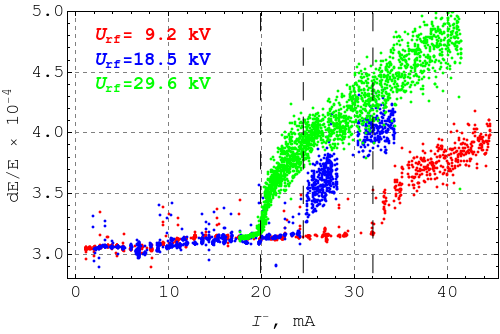 5.0
U_rf= 9.2 kV
U_rf=18.5 kV
U_rf=29.6 kV
4.5
4.0
3.5
3.0
dE/E × 10^-4
0 10 20 30 40
I^-, mA